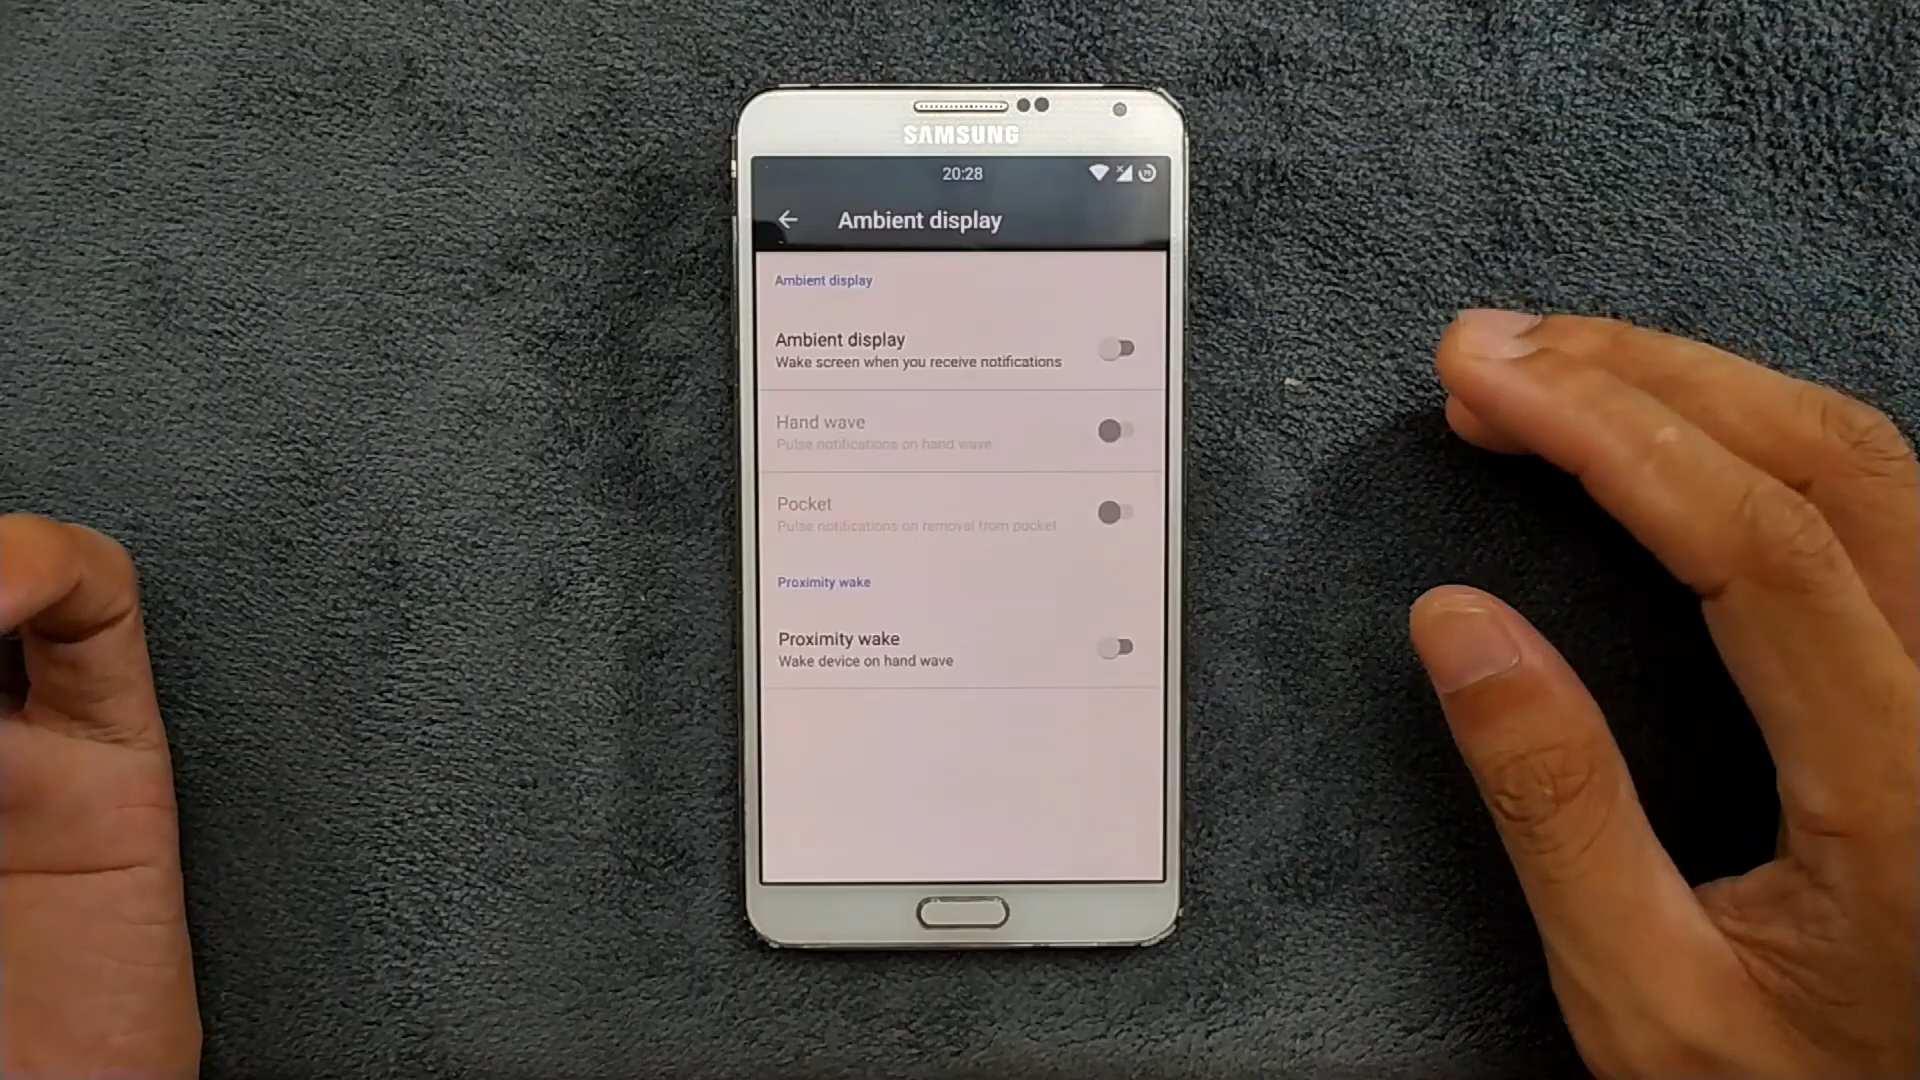 SAMSUNG
20:28
Ambient display
Ambient display
Ambient display
Wake screen when you receive notifications
Hand wave
Pulse notifications on hand wave
Pocket
Pulse notifications on removal from pocket
Proximity wake
Proximity wake
Wake device on hand wave